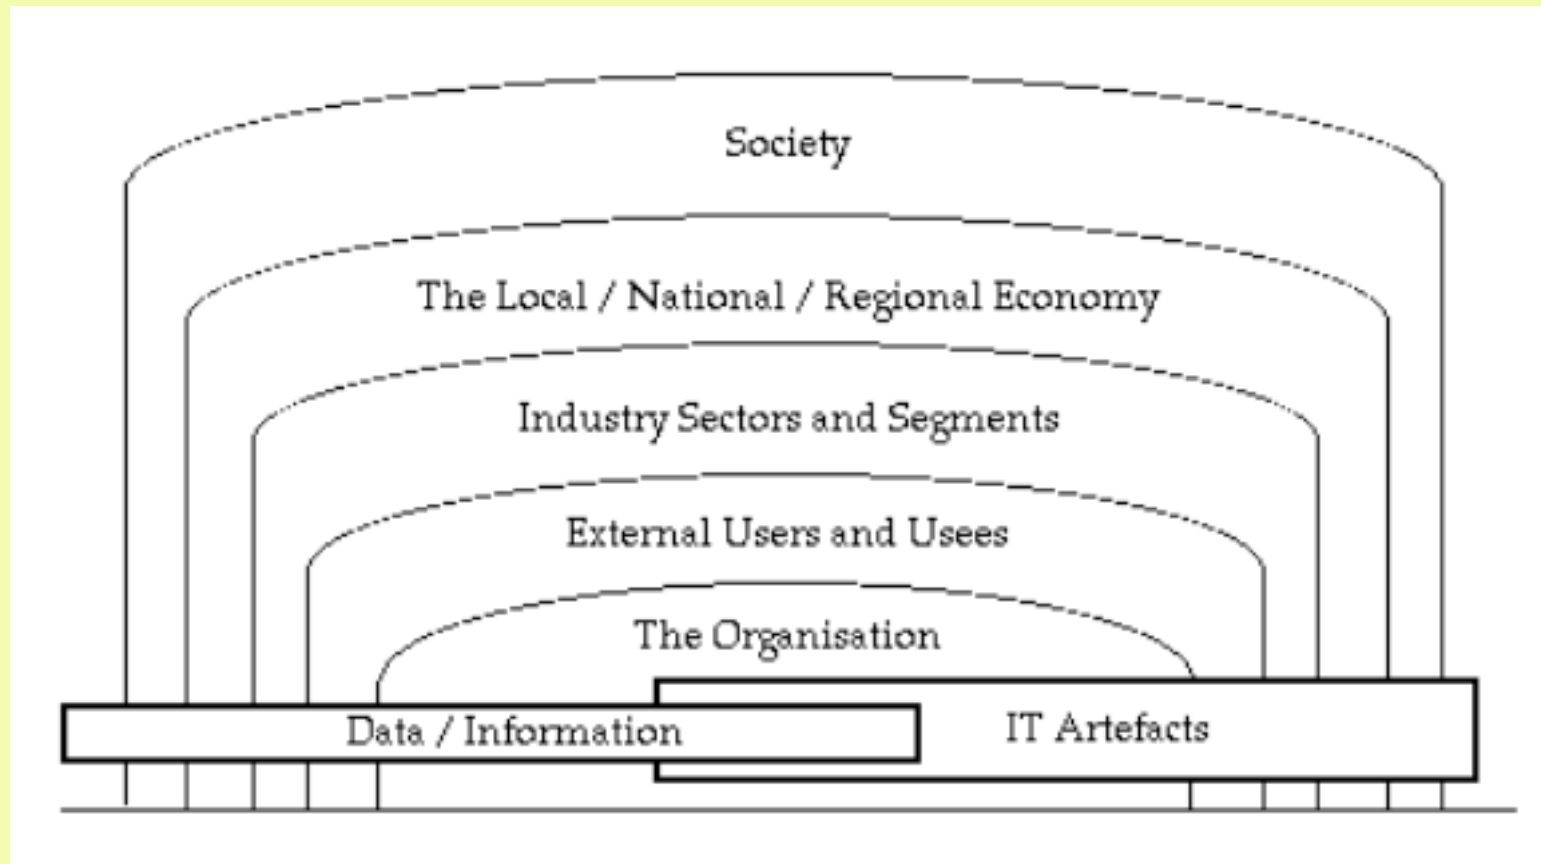 Society
The Local / National / Regional Economy
Industry Sectors and Segments
External Users and Usees
The Organisation
Data / Information
IT Artefacts